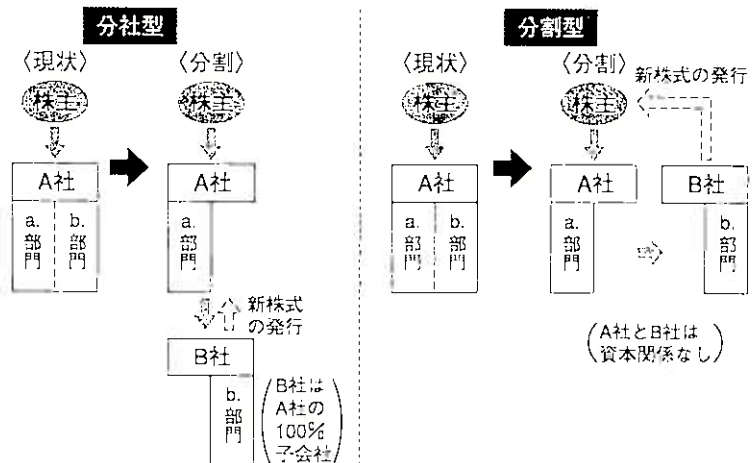 分社型
〈現状〉
〈分割〉
株主
株主
A社
A社
a.部門
b.部門
a.部門
新株式
の発行
B社
b.部門
(B社は
A社の
100%
子会社)
分割型
〈現状〉
〈分割〉
新株式の発行
株主
株主
A社
A社
B社
a.部門
b.部門
a.部門
b.部門
(A社とB社は
資本関係なし)